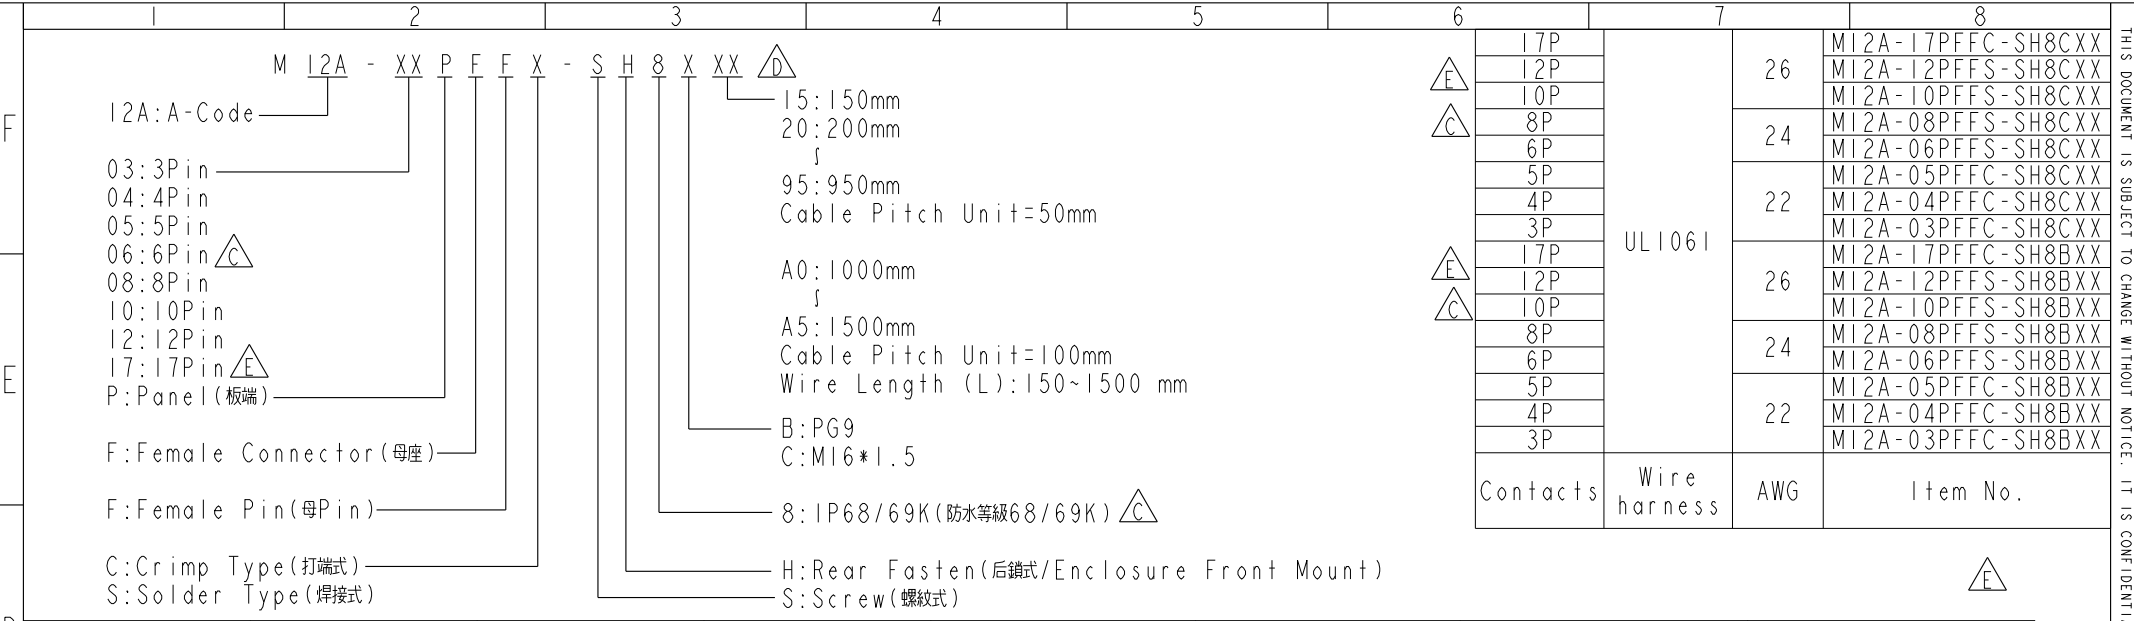 1 2 3 4 5 6 7 8
F
E
M 12A - XX P F F X - S H 8 X XX D
12A:A-Code
03:3Pin
04:4Pin
05:5Pin
06:6Pin C
08:8Pin
10:10Pin
12:12Pin
17:17Pin E
P:Panel(板端)
F:Female Connector(母座)
F:Female Pin(母Pin)
C:Crimp Type(打端式)
S:Solder Type(焊接式)
15:150mm
20:200mm
∫
95:950mm
Cable Pitch Unit=50mm
A0:1000mm
∫
A5:1500mm
Cable Pitch Unit=100mm
Wire Length (L):150~1500 mm
B:PG9
C:M16*1.5
8:IP68/69K(防水等級68/69K) C
H:Rear Fasten(后鎖式/Enclosure Front Mount)
S:Screw(螺紋式)
E
C
E
C
17P 26 M12A-17PFFC-SH8CXX
12P M12A-12PFFS-SH8CXX
10P M12A-10PFFS-SH8CXX
8P 24 M12A-08PFFS-SH8CXX
6P M12A-06PFFS-SH8CXX
5P 22 M12A-05PFFC-SH8CXX
4P M12A-04PFFC-SH8CXX
3P M12A-03PFFC-SH8CXX
UL1061
17P 26 M12A-17PFFC-SH8BXX
12P M12A-12PFFS-SH8BXX
10P M12A-10PFFS-SH8BXX
8P 24 M12A-08PFFS-SH8BXX
6P M12A-06PFFS-SH8BXX
5P 22 M12A-05PFFC-SH8BXX
4P M12A-04PFFC-SH8BXX
3P M12A-03PFFC-SH8BXX
Contacts Wire harness AWG Item No.
E
THIS DOCUMENT IS SUBJECT TO CHANGE WITHOUT NOTICE. IT IS